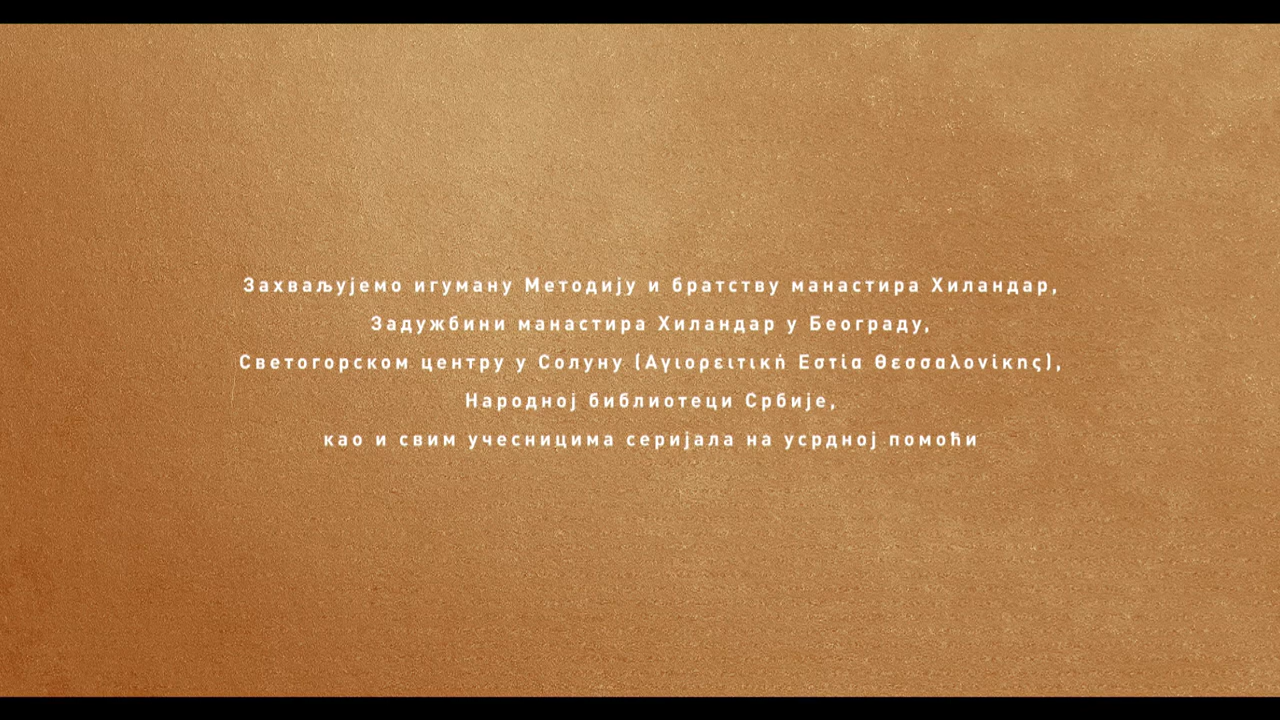 Захваљујемо игуману Методију и братству манастира Хиландар,
Задужбини манастира Хиландар у Београду,
Светогорском центру у Солуну (Αγιορειτική Εστία Θεσσαλονίκης),
Народној библиотеци Србије,
као и свим учесницима серијала на усрдној помоћи